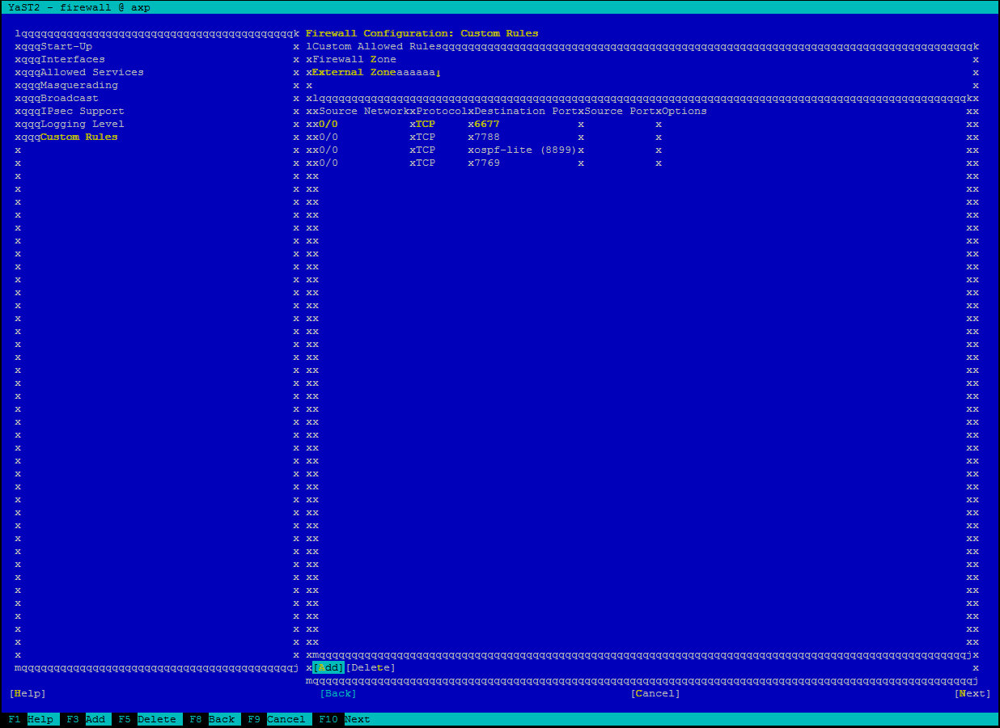 YaST2 - firewall @ axp
Firewall Configuration: Custom Rules
Start-Up
Interfaces
Allowed Services
Masquerading
Broadcast
IPsec Support
Logging Level
Custom Rules
Custom Allowed Rules
Firewall Zone
External Zone
Source Network Protocol Destination Port Source Port Options
0/0 TCP 6677
0/0 TCP 7788
0/0 TCP ospf-lite (8899)
0/0 TCP 7769
[Add][Delete]
[Help] [Back] [Cancel] [Next]
F1 Help F3 Add F5 Delete F8 Back F9 Cancel F10 Next